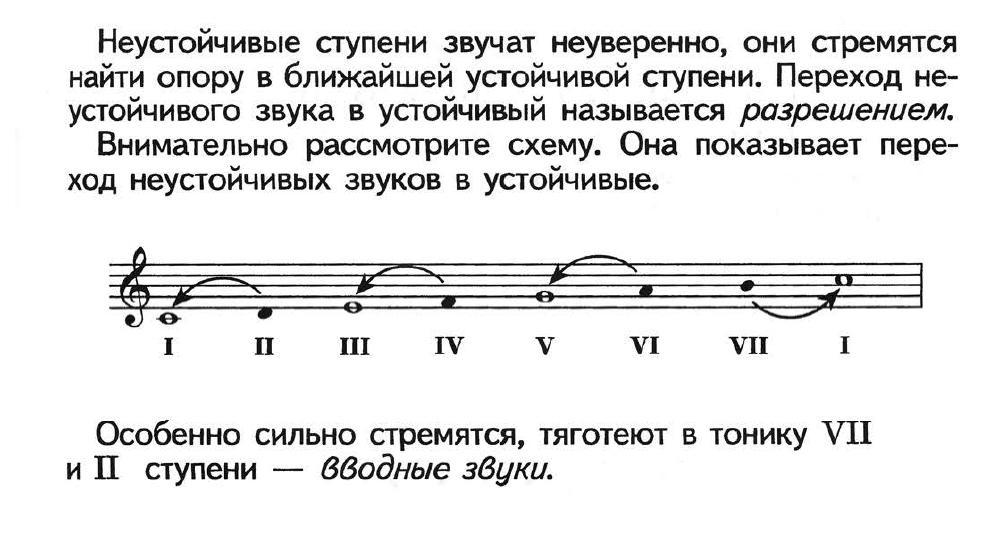 Неустойчивые ступени звучат неуверенно, они стремятся
найти опору в ближайшей устойчивой ступени. Переход не-
устойчивого звука в устойчивый называется разрешением.
Внимательно рассмотрите схему. Она показывает пере-
ход неустойчивых звуков в устойчивые.
I II III IV V VI VII I
Особенно сильно стремятся, тяготеют в тонику VII
и II ступени — вводные звуки.